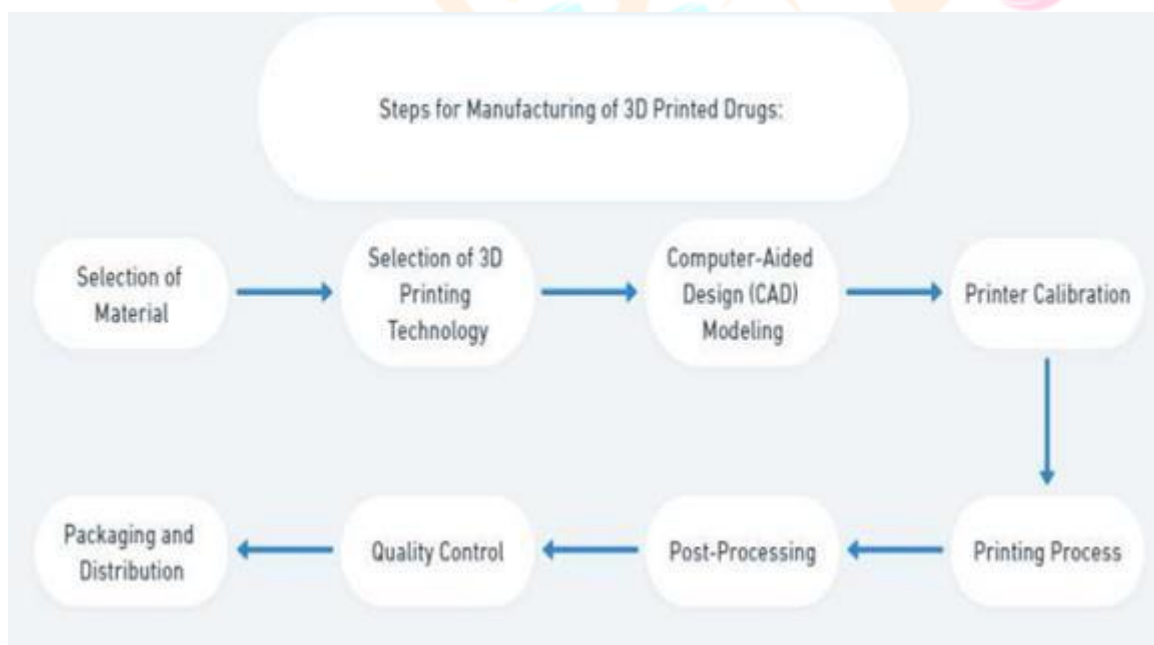 Steps for Manufacturing of 3D Printed Drugs:
Selection of
Material
Selection of 3D
Printing
Technology
Computer-Aided
Design (CAD)
Modeling
Printer Calibration
Printing Process
Post-Processing
Quality Control
Packaging and
Distribution